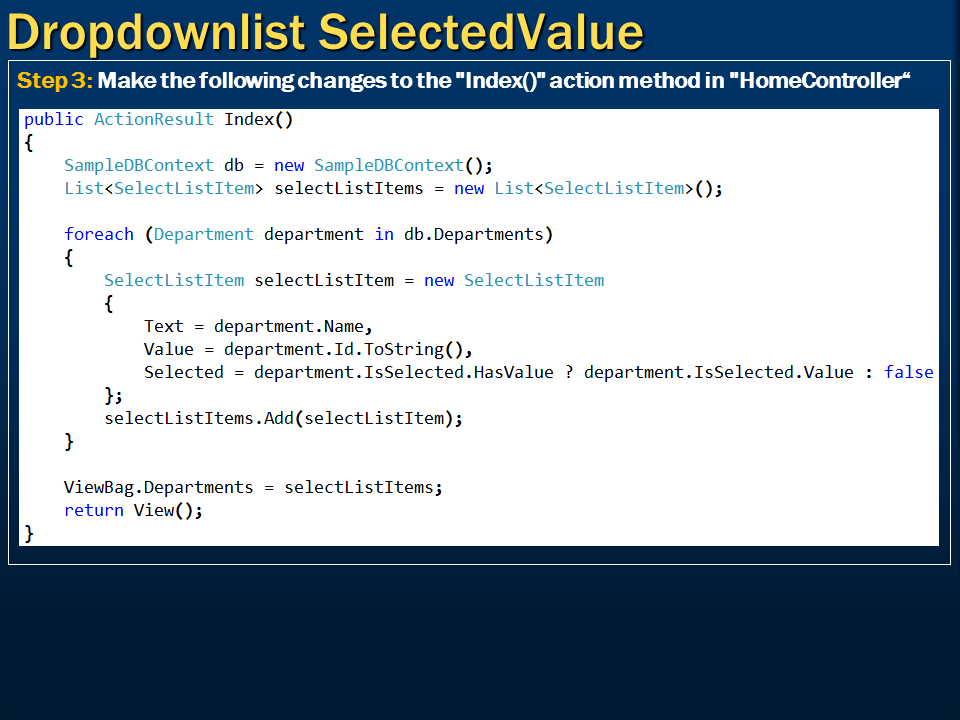 Dropdownlist SelectedValue
Step 3: Make the following changes to the "Index()" action method in "HomeController“
public ActionResult Index()
{
    SampleDBContext db = new SampleDBContext();
    List<SelectListItem> selectListItems = new List<SelectListItem>();

    foreach (Department department in db.Departments)
    {
        SelectListItem selectListItem = new SelectListItem
        {
            Text = department.Name,
            Value = department.Id.ToString(),
            Selected = department.IsSelected.HasValue ? department.IsSelected.Value : false
        };
        selectListItems.Add(selectListItem);
    }

    ViewBag.Departments = selectListItems;
    return View();
}